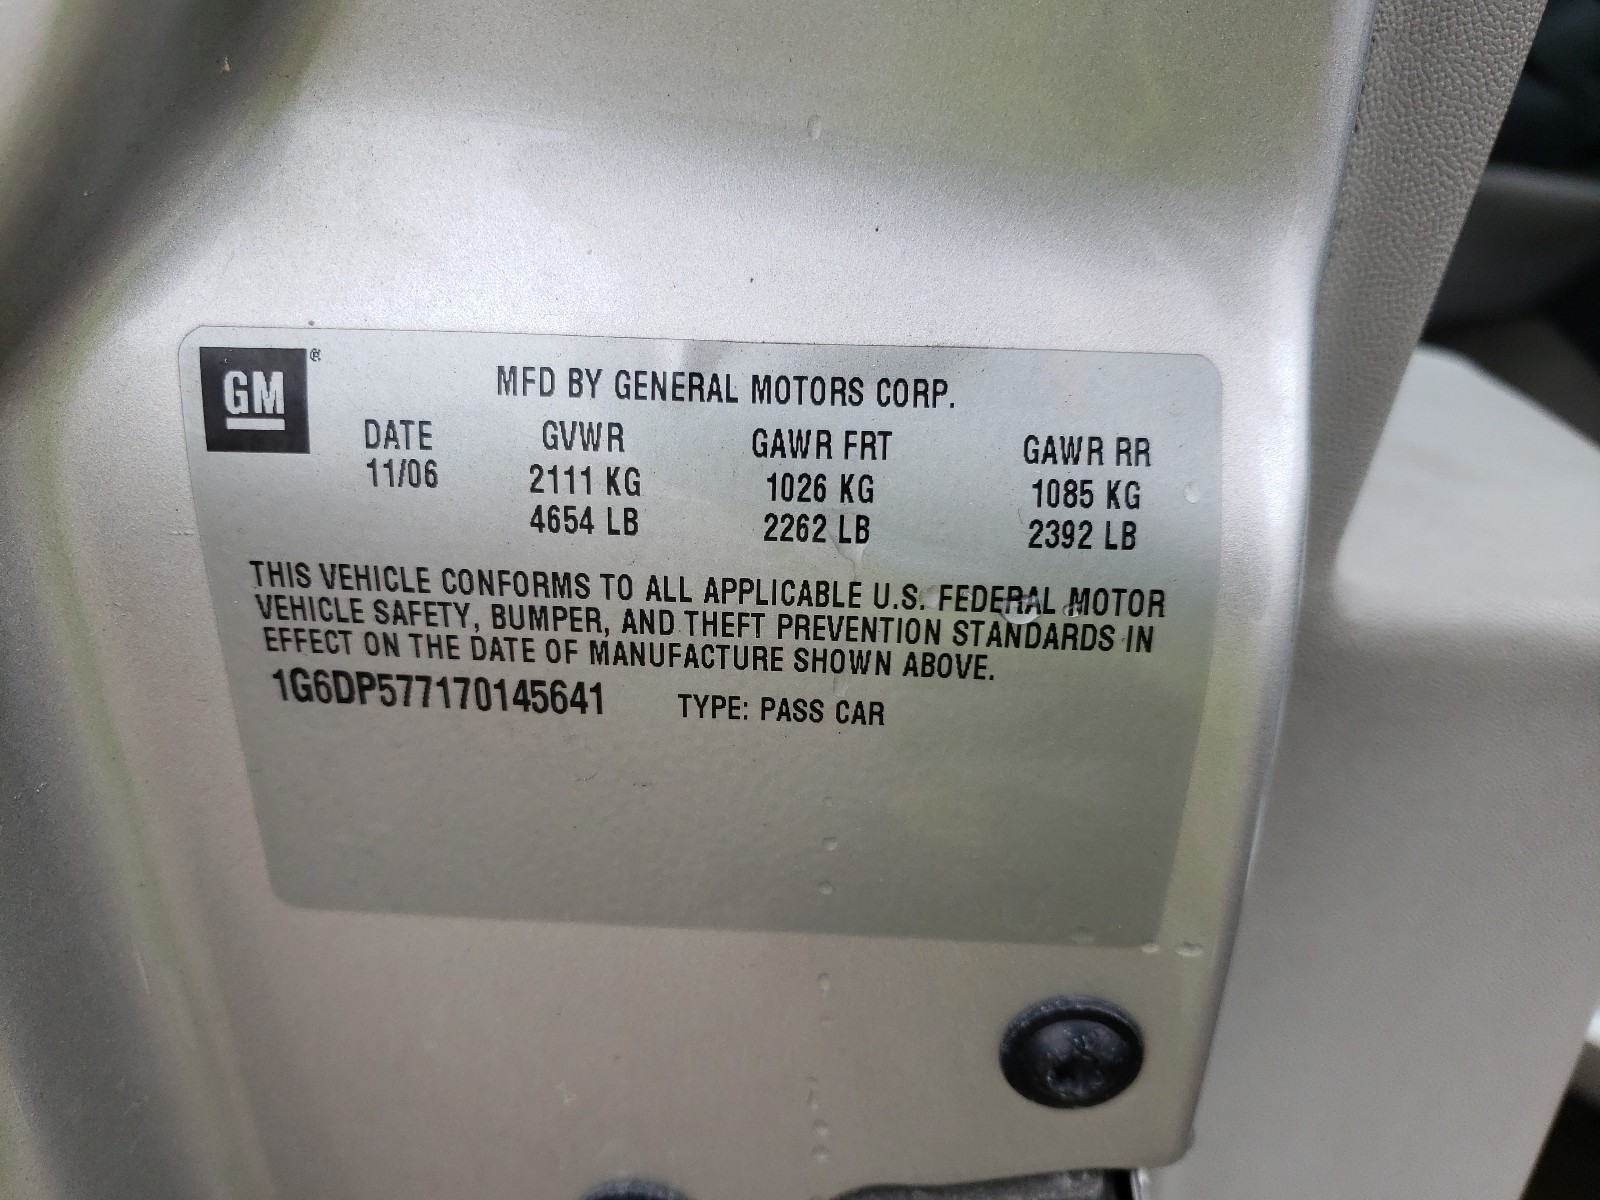 GM ®
MFD BY GENERAL MOTORS CORP.
DATE GVWR GAWR FRT GAWR RR
11/06 2111 KG 1026 KG 1085 KG
4654 LB 2262 LB 2392 LB
THIS VEHICLE CONFORMS TO ALL APPLICABLE U.S. FEDERAL MOTOR
VEHICLE SAFETY, BUMPER, AND THEFT PREVENTION STANDARDS IN
EFFECT ON THE DATE OF MANUFACTURE SHOWN ABOVE.
1G6DP577170145641 TYPE: PASS CAR